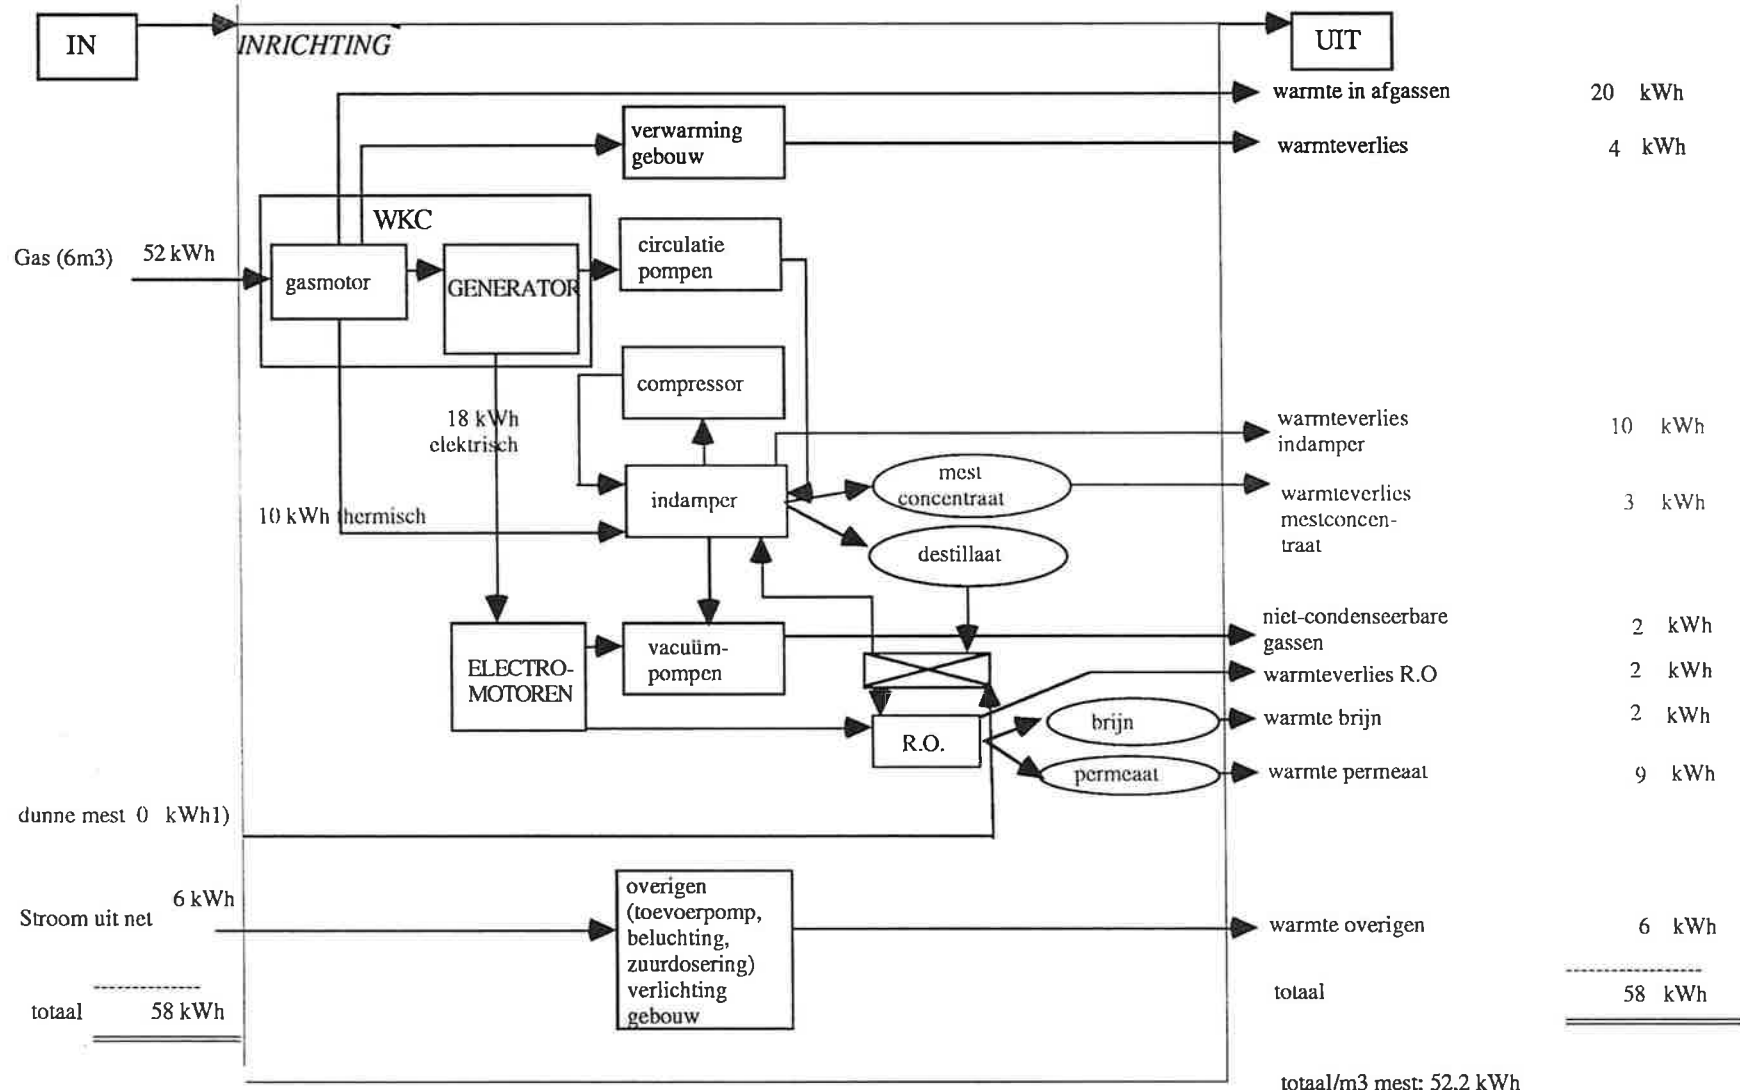 IN
INRICHTING
UIT
warmte in afgassen 20 kWh
verwarming
gebouw
warmteverlies 4 kWh
WKC
Gas (6m3) 52 kWh
gasmotor
GENERATOR
circulatie
pompen
compressor
18 kWh
elektrisch
warmteverlies
indamper
10 kWh
indamper
mest
concentraat
warmteverlies
mestconcen-
traat
3 kWh
10 kWh thermisch
destillaat
niet-condenseerbare
gassen
2 kWh
ELECTRO-
MOTOREN
vacuüm-
pompen
warmteverlies R.O 2 kWh
R.O.
brijn
warmte brijn 2 kWh
permeaat
warmte permeaat 9 kWh
dunne mest 0 kWh1)
Stroom uit net 6 kWh
overigen
(toevoerpomp,
beluchting,
zuurdosering)
verlichting
gebouw
warmte overigen 6 kWh
totaal 58 kWh
totaal 58 kWh
totaal/m3 mest: 52,2 kWh